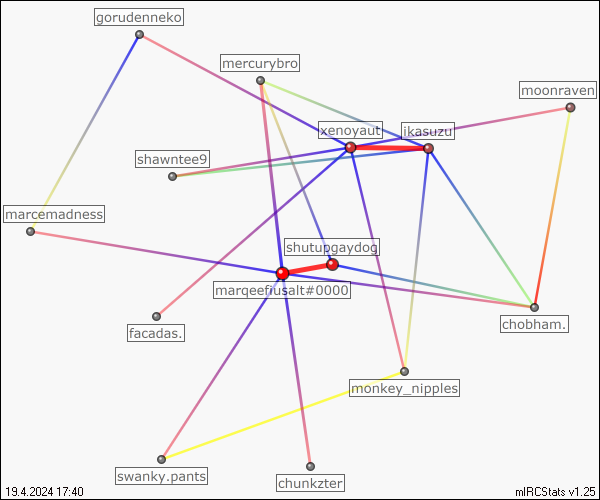 gorudenneko
mercurybro
moonraven
xenoyaut
ikasuzu
shawntee9
marcemadness
shutupgaydog
marqeefiusalt#0000
facadas.
chobham.
monkey_nipples
swanky.pants
chunkzter
19.4.2024 17:40
mIRCStats v1.25